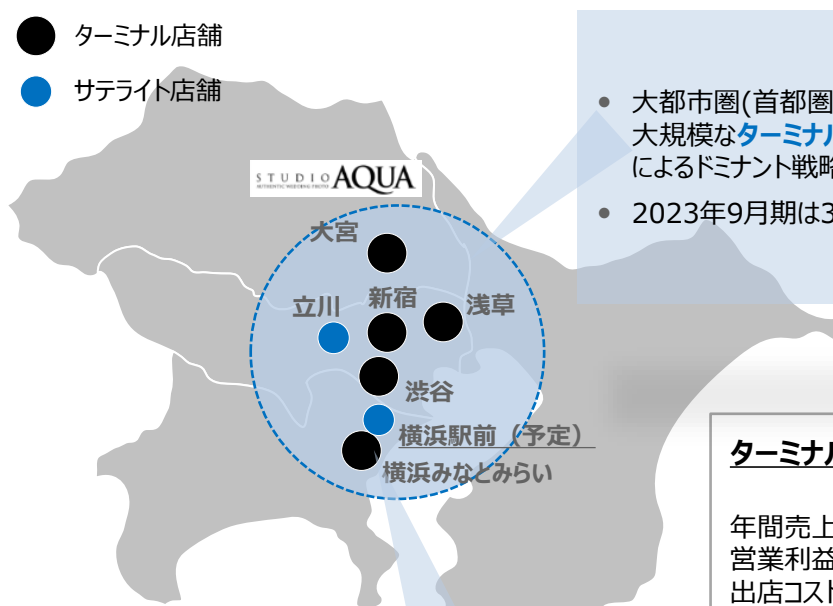 ターミナル店舗
サテライト店舗
STUDIO AQUA
AUTHENTIC WEDDING PHOTO
大宮
立川
新宿
浅草
渋谷
横浜駅前（予定）
横浜みなとみらい
• 大都市圏(首都圏
大規模なターミナル
によるドミナント戦略
• 2023年9月期は3
ターミナル
年間売上
営業利益
出店コスト